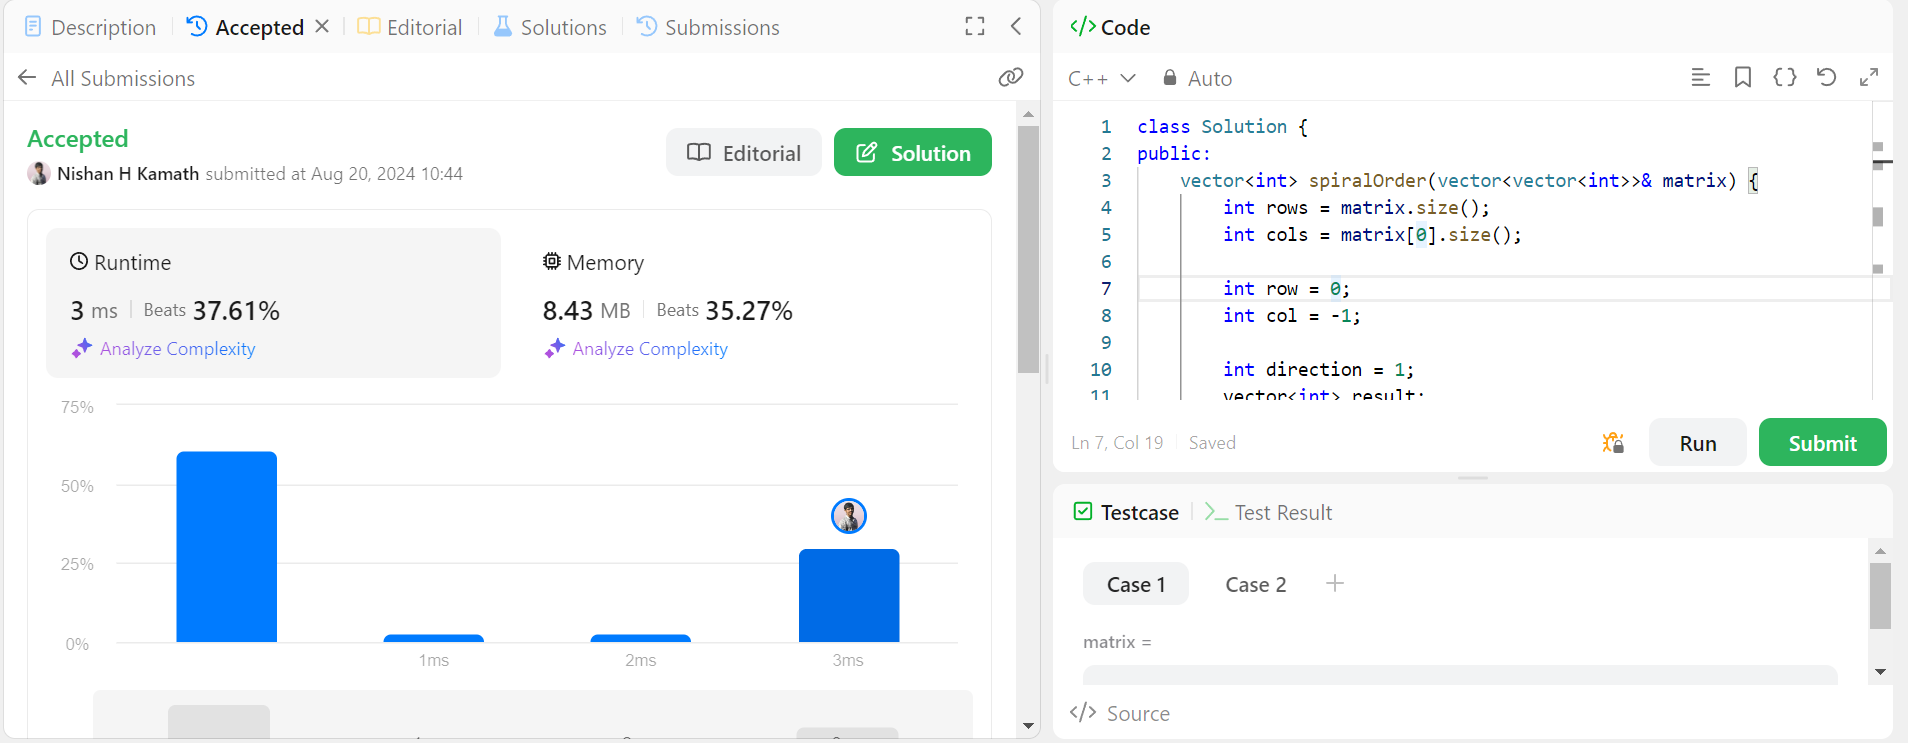 Description
Accepted
Editorial
Solutions
Submissions
All Submissions
Accepted
Nishan H Kamath submitted at Aug 20, 2024 10:44
Editorial
Solution
Runtime
3 ms Beats 37.61%
Analyze Complexity
Memory
8.43 MB Beats 35.27%
Analyze Complexity
75%
50%
25%
0%
1ms
2ms
3ms
</> Code
C++
Auto
1 class Solution {
2 public:
3 vector<int> spiralOrder(vector<vector<int>>& matrix) {
4 int rows = matrix.size();
5 int cols = matrix[0].size();
6
7 int row = 0;
8 int col = -1;
9
10 int direction = 1;
11 vector<int> result;
Ln 7, Col 19 Saved
Run
Submit
Testcase
Test Result
Case 1
Case 2
+
matrix =
</> Source